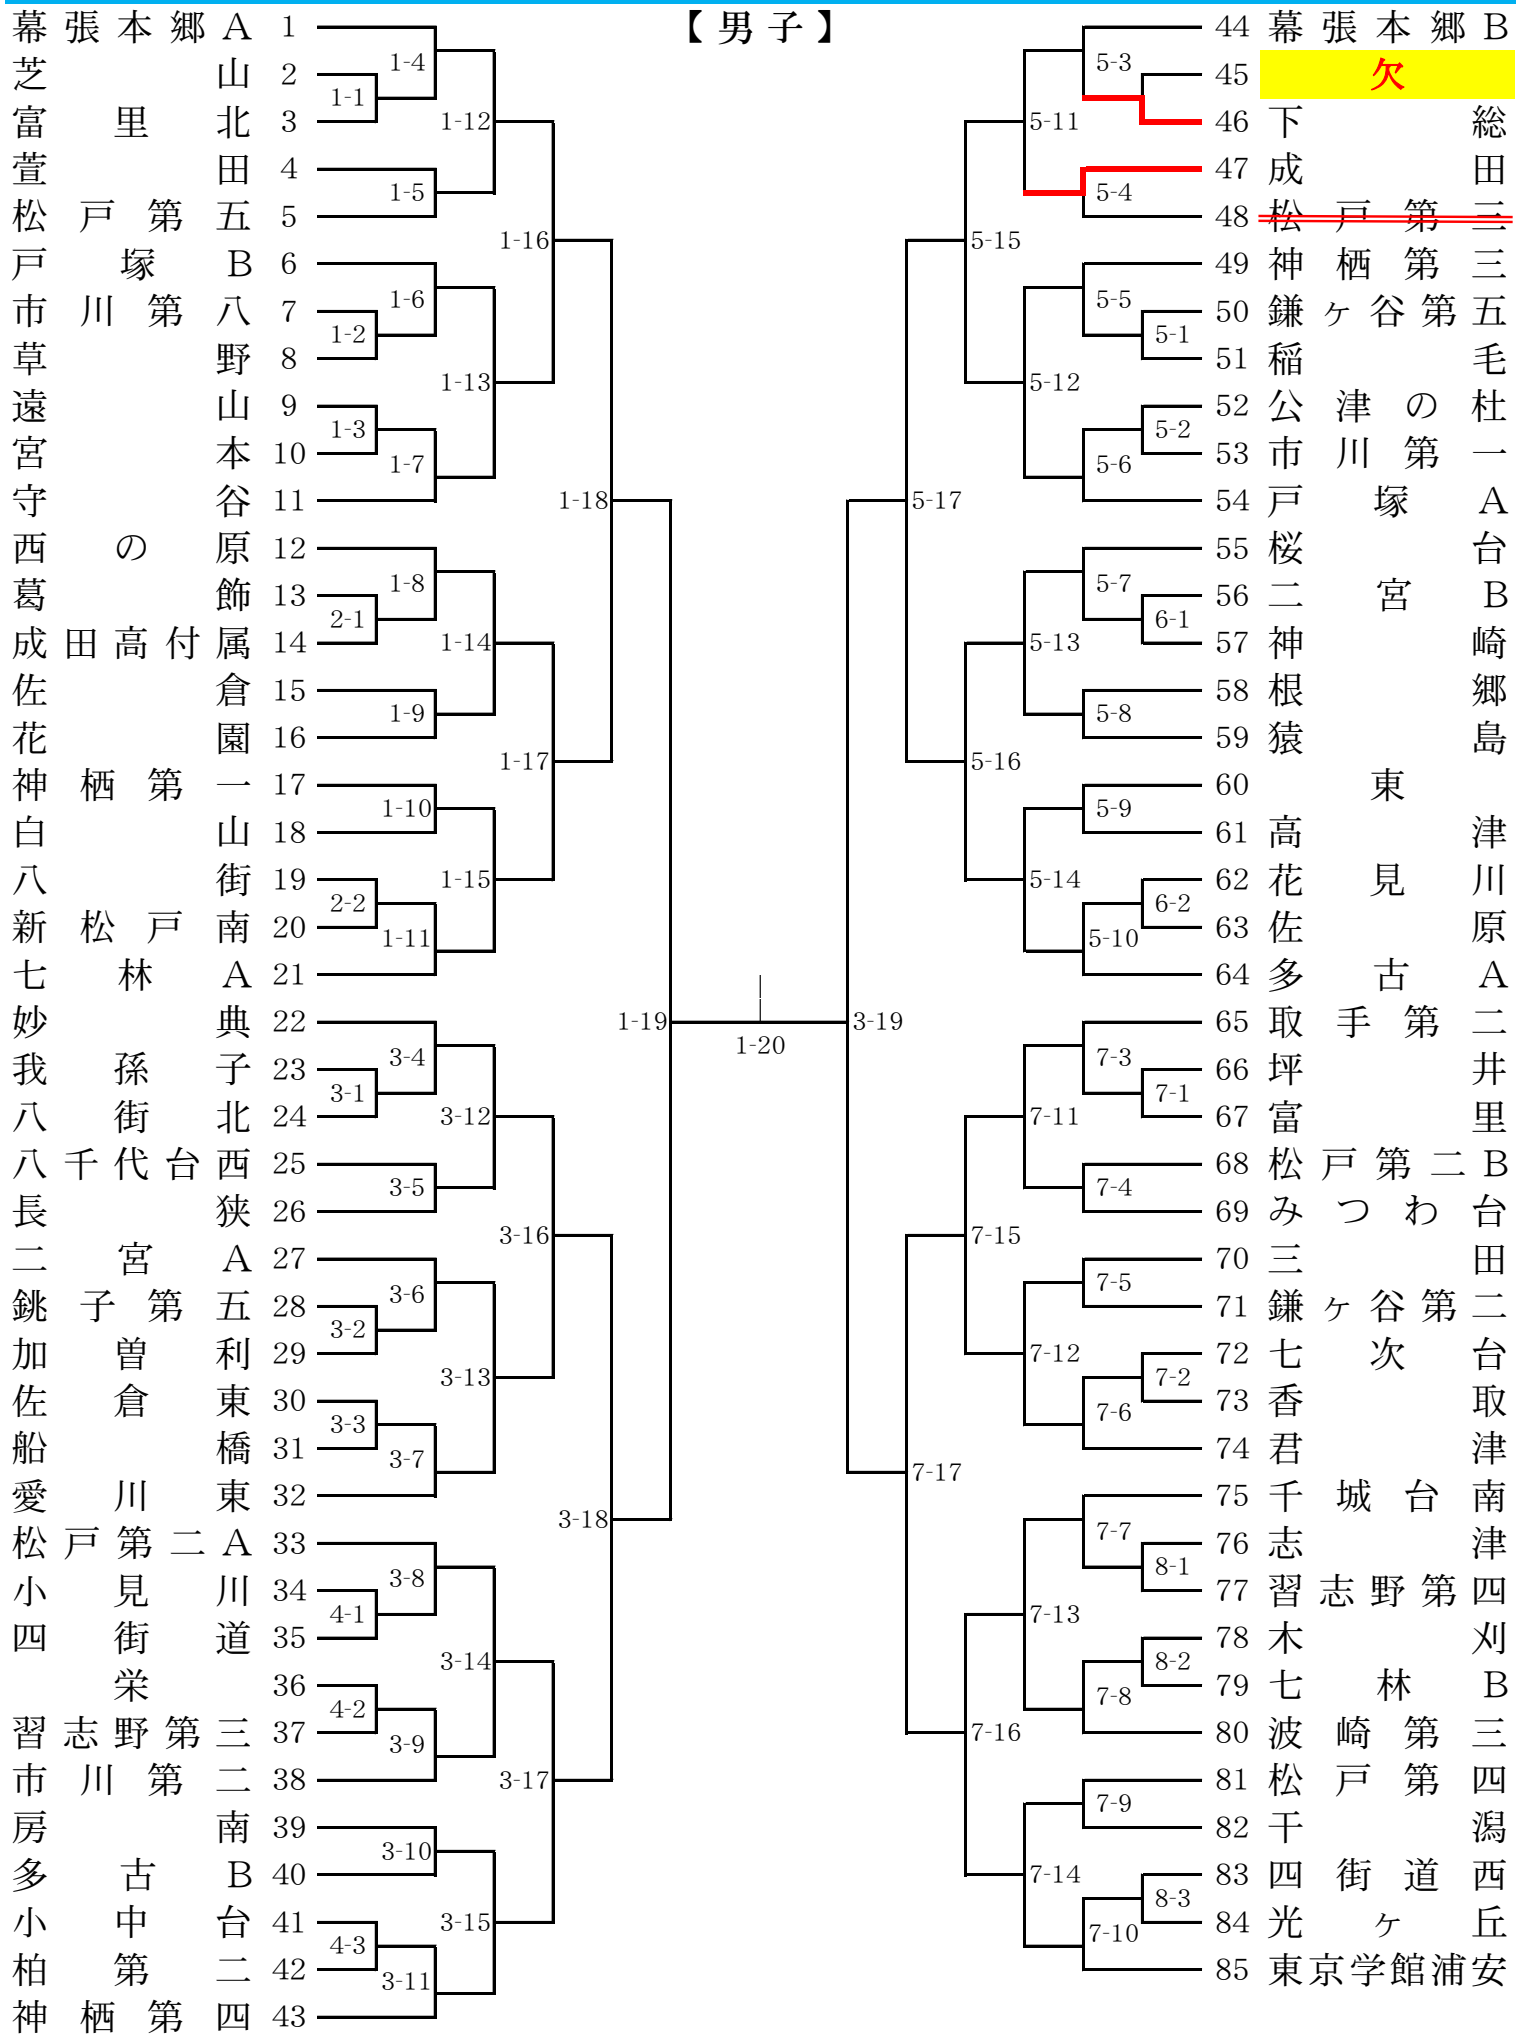 【 男 子 】
幕張本郷A 1
芝山 2
富里北 3
萱田 4
松戸第五 5
戸塚B 6
市川第八 7
草野 8
遠山 9
宮本 10
守谷 11
西の原 12
葛飾 13
成田高付属 14
佐倉 15
花園 16
神栖第一 17
白山 18
八街 19
新松戸南 20
七林A 21
妙典 22
我孫子 23
八街北 24
八千代台西 25
長狭 26
二宮A 27
銚子第五 28
加曽利 29
佐倉東 30
船橋 31
愛川東 32
松戸第二A 33
小見川 34
四街道 35
栄 36
習志野第三 37
市川第二 38
房南 39
多古B 40
小中台 41
柏第二 42
神栖第四 43
1-1
1-2
1-3
2-1
2-2
3-1
3-2
3-3
4-1
4-2
4-3
1-4
1-5
1-6
1-7
1-8
1-9
1-10
1-11
3-4
3-5
3-6
3-7
3-8
3-9
3-10
3-11
1-12
1-13
1-14
1-15
3-12
3-13
3-14
3-15
1-16
1-17
3-16
3-17
1-18
3-18
1-19
1-20
3-19
5-17
7-17
5-15
5-16
7-15
7-16
5-11
5-12
5-13
5-14
7-11
7-12
7-13
7-14
5-3
5-4
5-5
5-6
5-7
5-8
5-9
5-10
7-3
7-4
7-5
7-6
7-7
7-8
7-9
7-10
5-1
5-2
6-1
6-2
7-1
7-2
8-1
8-2
8-3
44 幕張本郷B
45 欠
46 下総
47 成田
48 松戸第三
49 神栖第三
50 鎌ヶ谷第五
51 稲毛
52 公津の杜
53 市川第一
54 戸塚A
55 桜台
56 二宮B
57 神崎
58 根郷
59 猿島
60 東
61 高津
62 花見川
63 佐原
64 多古A
65 取手第二
66 坪井
67 富里
68 松戸第二B
69 みつわ台
70 三田
71 鎌ヶ谷第二
72 七次台
73 香取
74 君津
75 千城台南
76 志津
77 習志野第四
78 木刈
79 七林B
80 波崎第三
81 松戸第四
82 干潟
83 四街道西
84 光ヶ丘
85 東京学館浦安